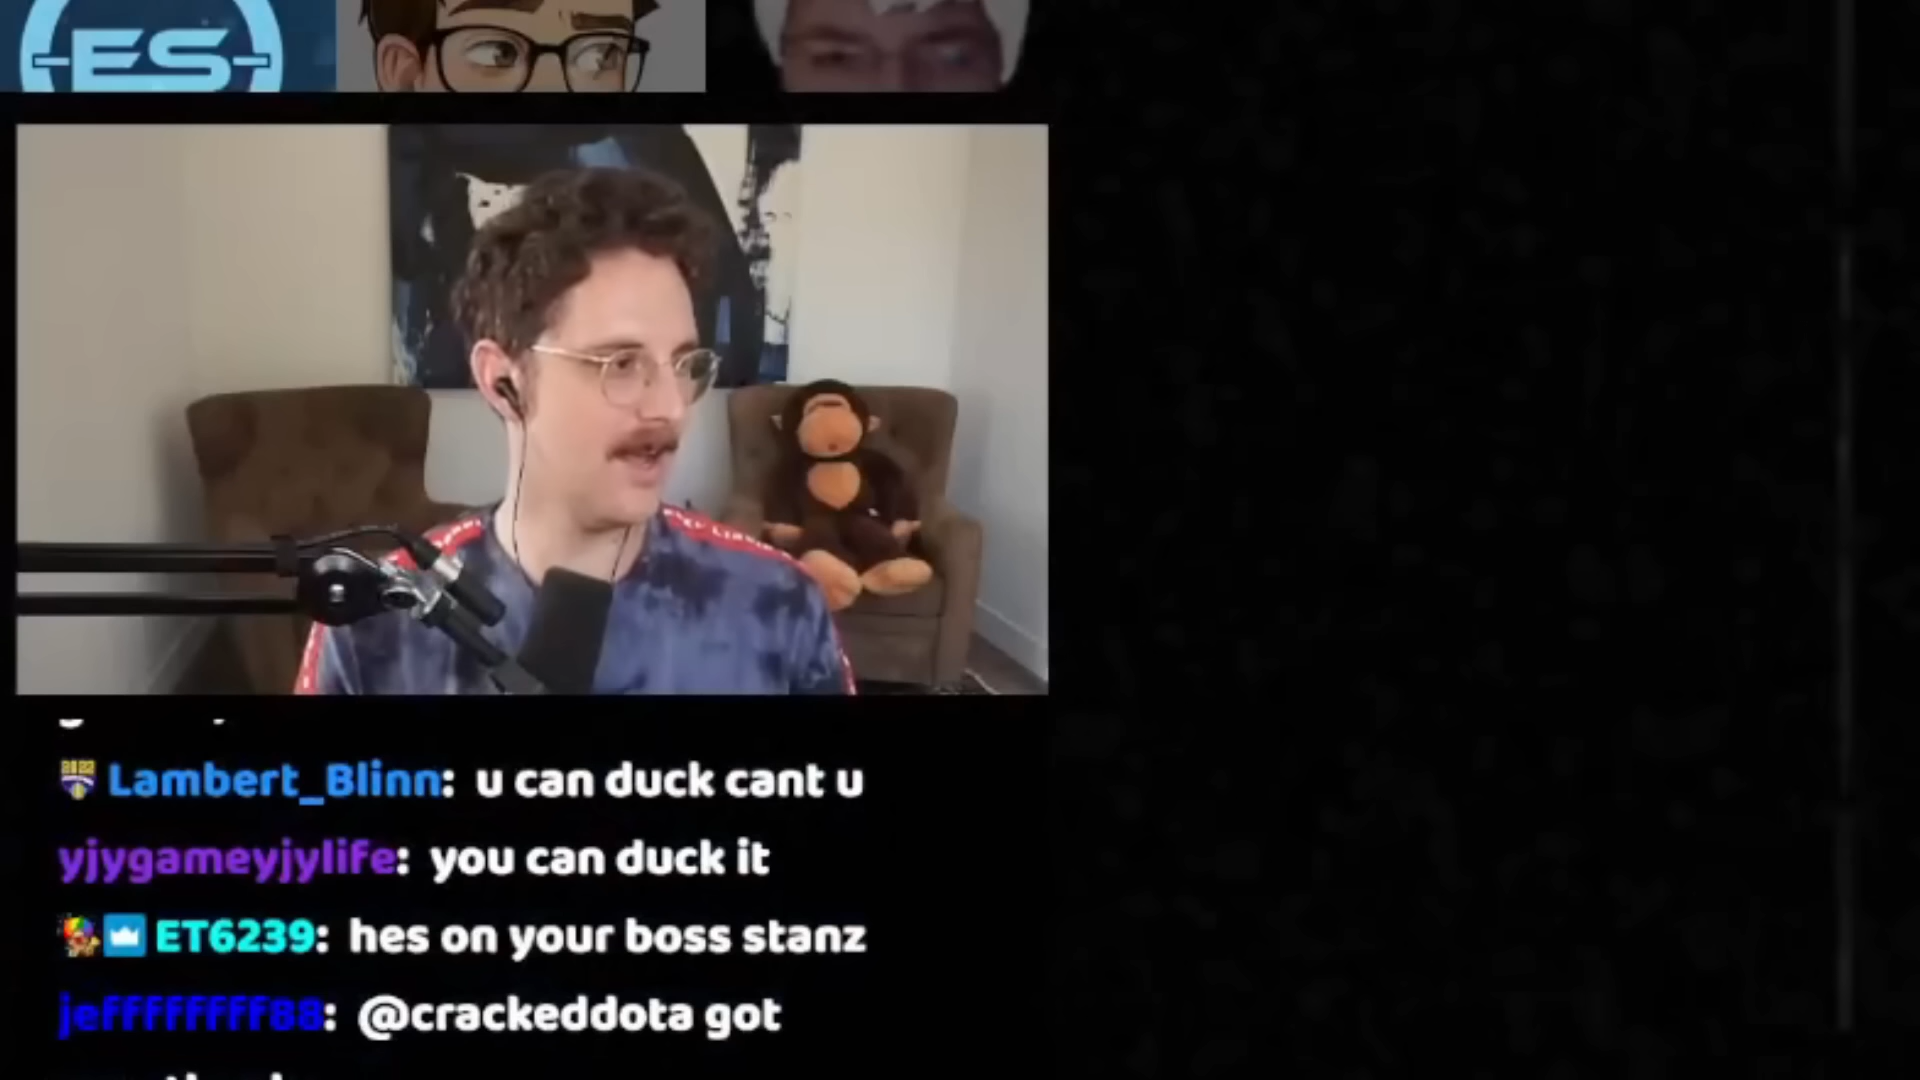 ES
Lambert_Blinn: u can duck cant u
yjygameyjylife: you can duck it
ET6239: hes on your boss stanz
jeffffffff88: @crackeddota got